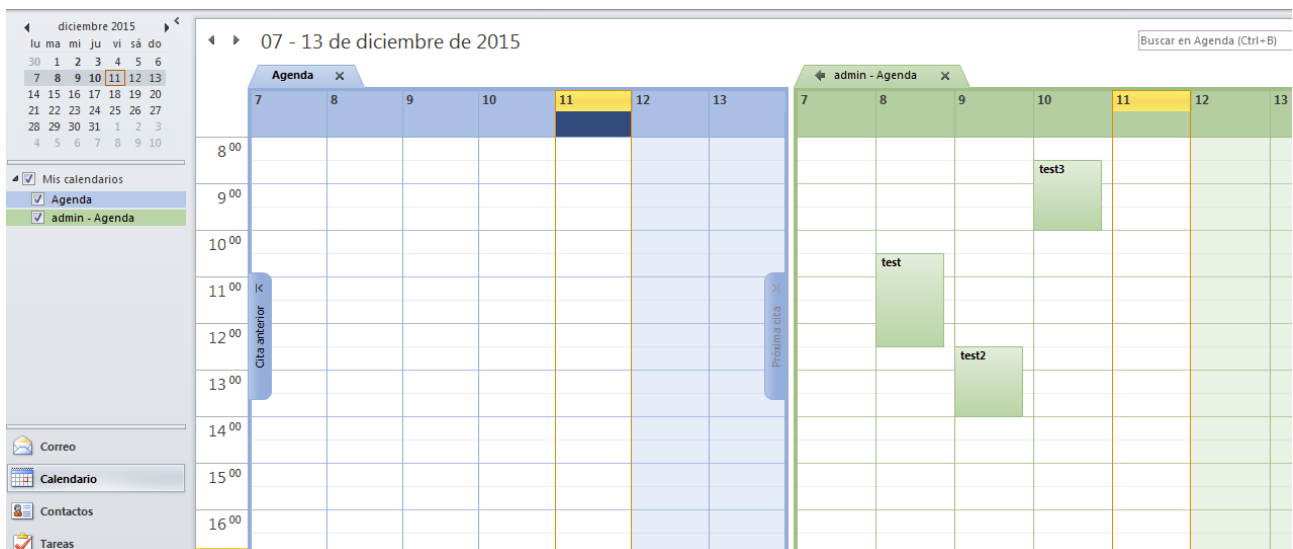 diciembre 2015
lu ma mi ju vi sá do
30 1 2 3 4 5 6
7 8 9 10 11 12 13
14 15 16 17 18 19 20
21 22 23 24 25 26 27
28 29 30 31 1 2 3
4 5 6 7 8 9 10
Mis calendarios
Agenda
admin - Agenda
Correo
Calendario
Contactos
Tareas
07 - 13 de diciembre de 2015
Buscar en Agenda (Ctrl+B)
Agenda
7 8 9 10 11 12 13
8 00
9 00
10 00
11 00
12 00
13 00
14 00
15 00
16 00
Cita anterior
Próxima cita
admin - Agenda
7 8 9 10 11 12 13
test3
test
test2